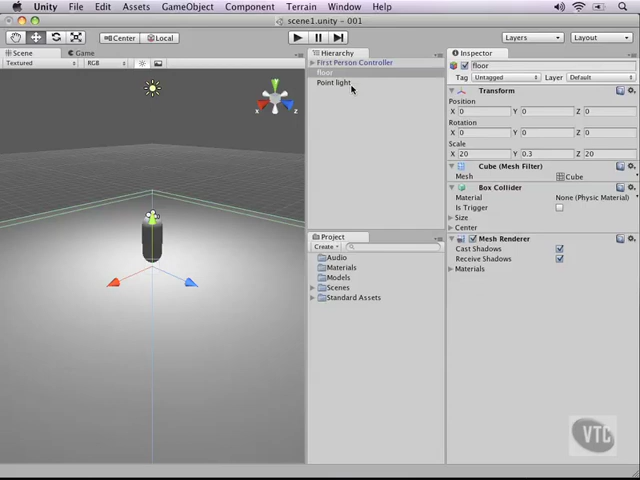 Unity File Edit Assets GameObject Component Terrain Window Help
scene1.unity – 001
Center Local Layers Layout
Scene Game
Textured RGB
Hierarchy
First Person Controller
floor
Point light
Project
Create
Audio
Materials
Models
Scenes
Standard Assets
Inspector
floor
Tag Untagged Layer Default
Transform
Position
X 0 Y 0 Z 0
Rotation
X 0 Y 0 Z 0
Scale
X 20 Y 0.3 Z 20
Cube (Mesh Filter)
Mesh Cube
Box Collider
Material None (Physic Material)
Is Trigger
Size
Center
Mesh Renderer
Cast Shadows
Receive Shadows
Materials
y
x z
VTC